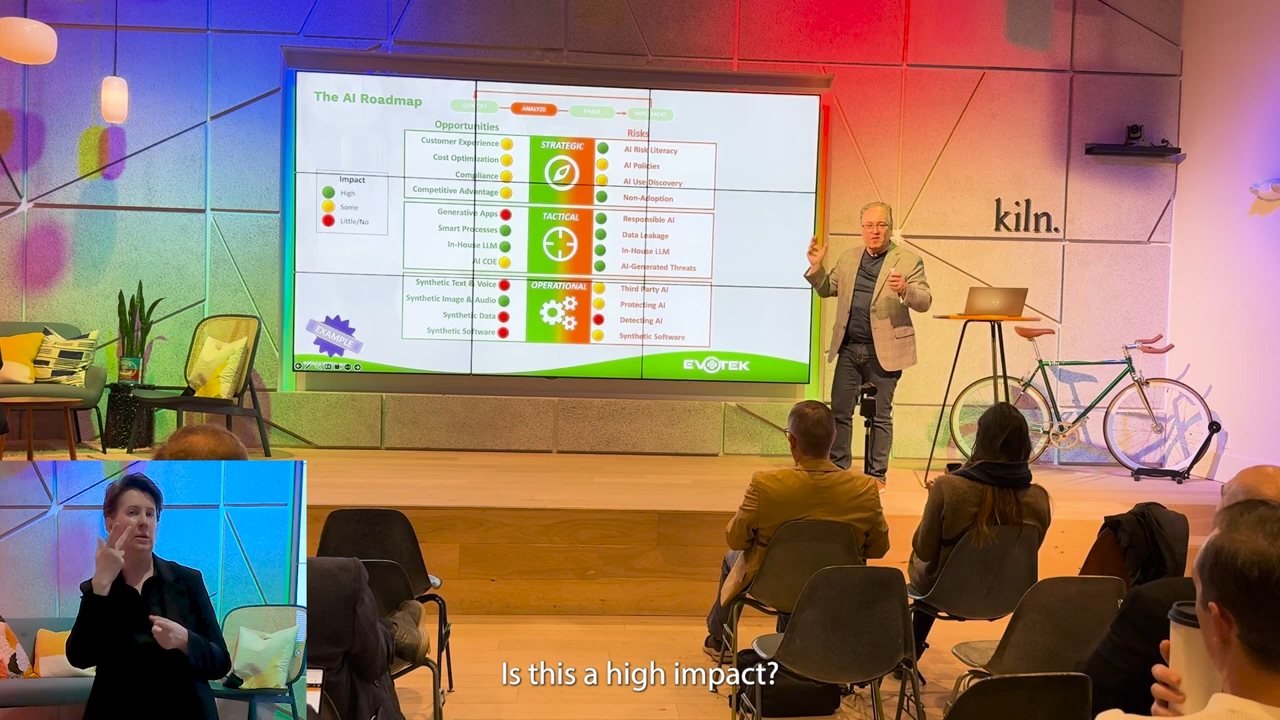 The AI Roadmap
IDENTIFY
ANALYZE
PHASE
IMPLEMENT
Opportunities
Risks
Impact
High
Some
Little/No
Customer Experience
Cost Optimization
Compliance
Competitive Advantage
STRATEGIC
AI Risk Literacy
AI Policies
AI Use Discovery
Non-Adoption
Generative Apps
Smart Processes
In-House LLM
AI COE
TACTICAL
Responsible AI
Data Leakage
In-House LLM
AI-Generated Threats
Synthetic Text & Voice
Synthetic Image & Audio
Synthetic Data
Synthetic Software
OPERATIONAL
Third Party AI
Protecting AI
Detecting AI
Synthetic Software
EXAMPLE
EVOTEK
kiln.
Is this a high impact?